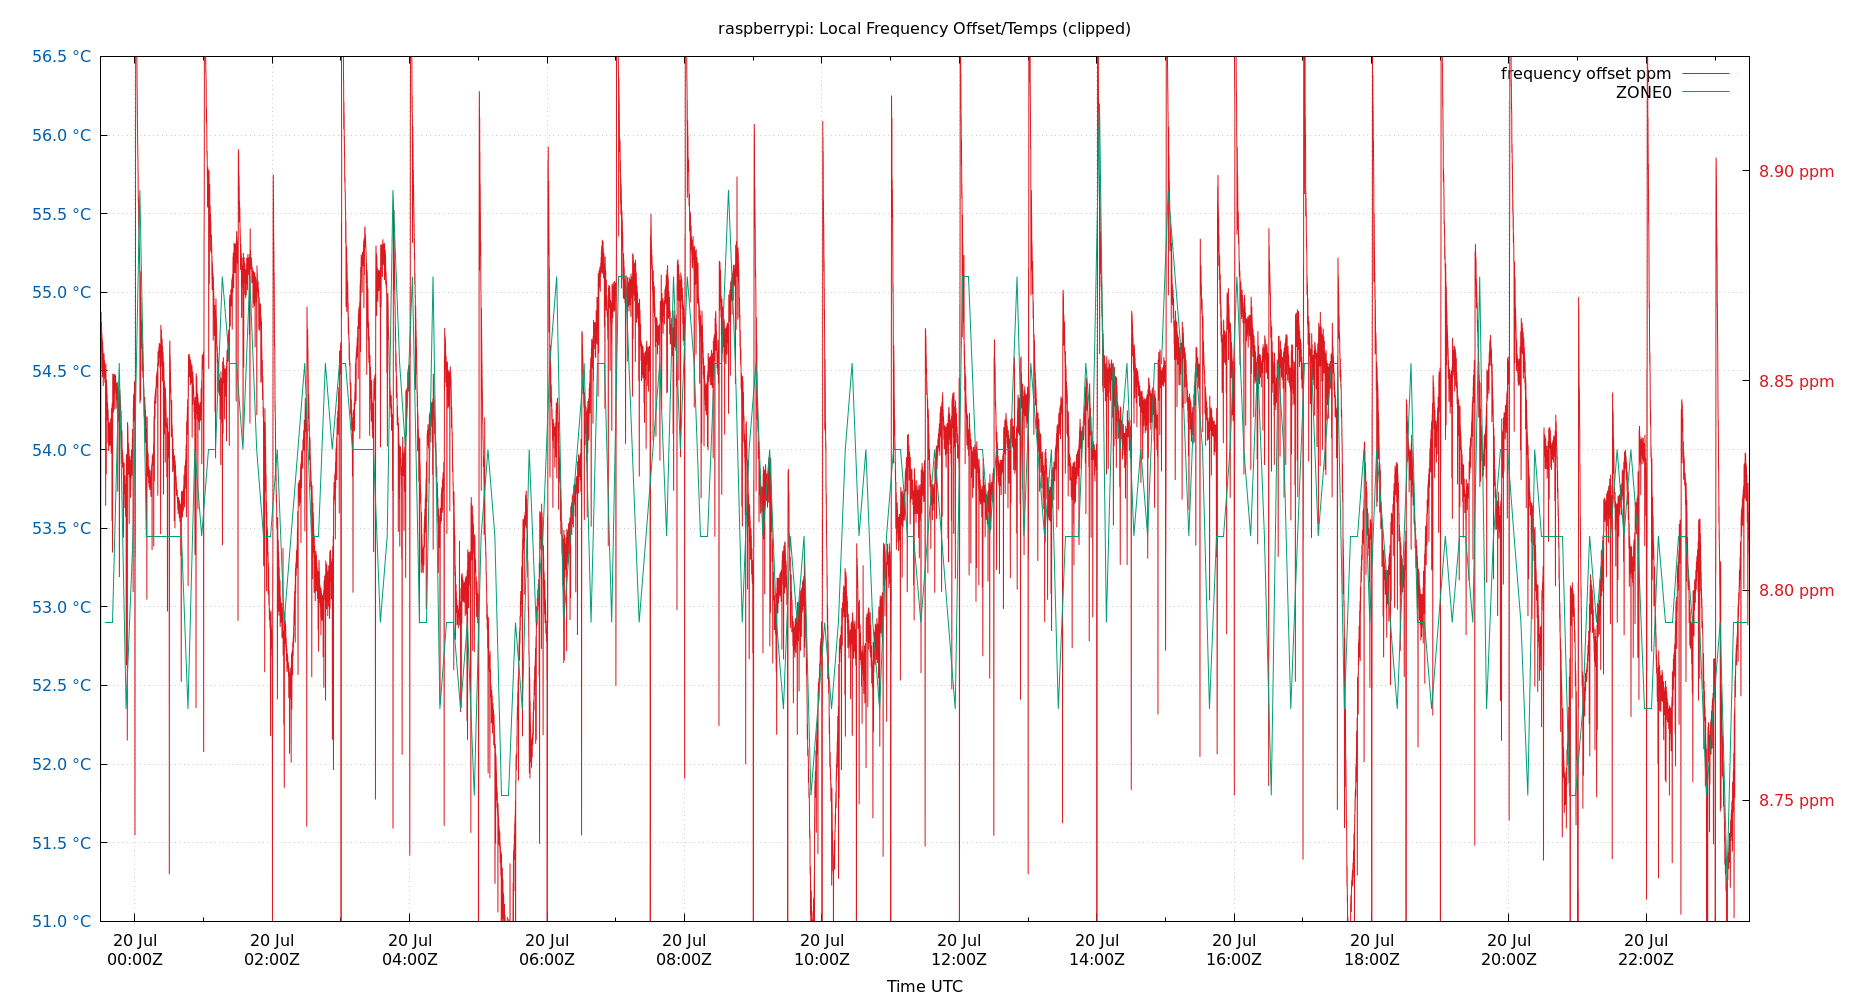 raspberrypi: Local Frequency Offset/Temps (clipped)
frequency offset ppm
ZONE0
56.5 °C
56.0 °C
55.5 °C
55.0 °C
54.5 °C
54.0 °C
53.5 °C
53.0 °C
52.5 °C
52.0 °C
51.5 °C
51.0 °C
8.90 ppm
8.85 ppm
8.80 ppm
8.75 ppm
20 Jul 20 Jul 20 Jul 20 Jul 20 Jul 20 Jul 20 Jul 20 Jul 20 Jul 20 Jul 20 Jul 20 Jul
00:00Z 02:00Z 04:00Z 06:00Z 08:00Z 10:00Z 12:00Z 14:00Z 16:00Z 18:00Z 20:00Z 22:00Z
Time UTC